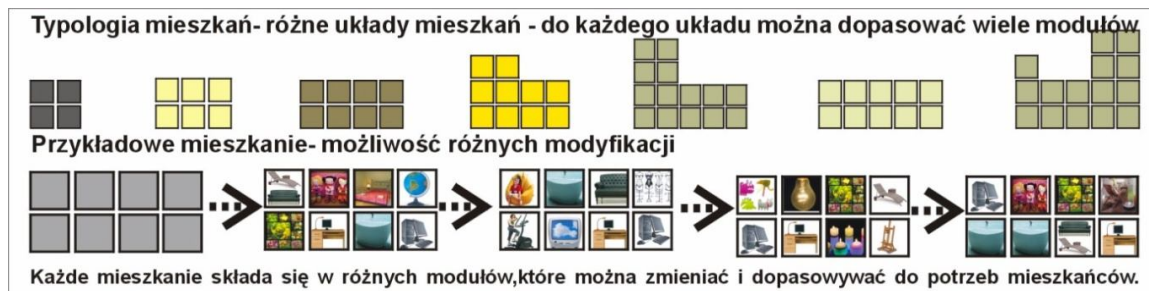 Typologia mieszkań- różne układy mieszkań - do każdego układu można dopasować wiele modułów
Przykładowe mieszkanie- możliwość różnych modyfikacji
Każde mieszkanie składa się w różnych modułów,które można zmieniać i dopasowywać do potrzeb mieszkańców.